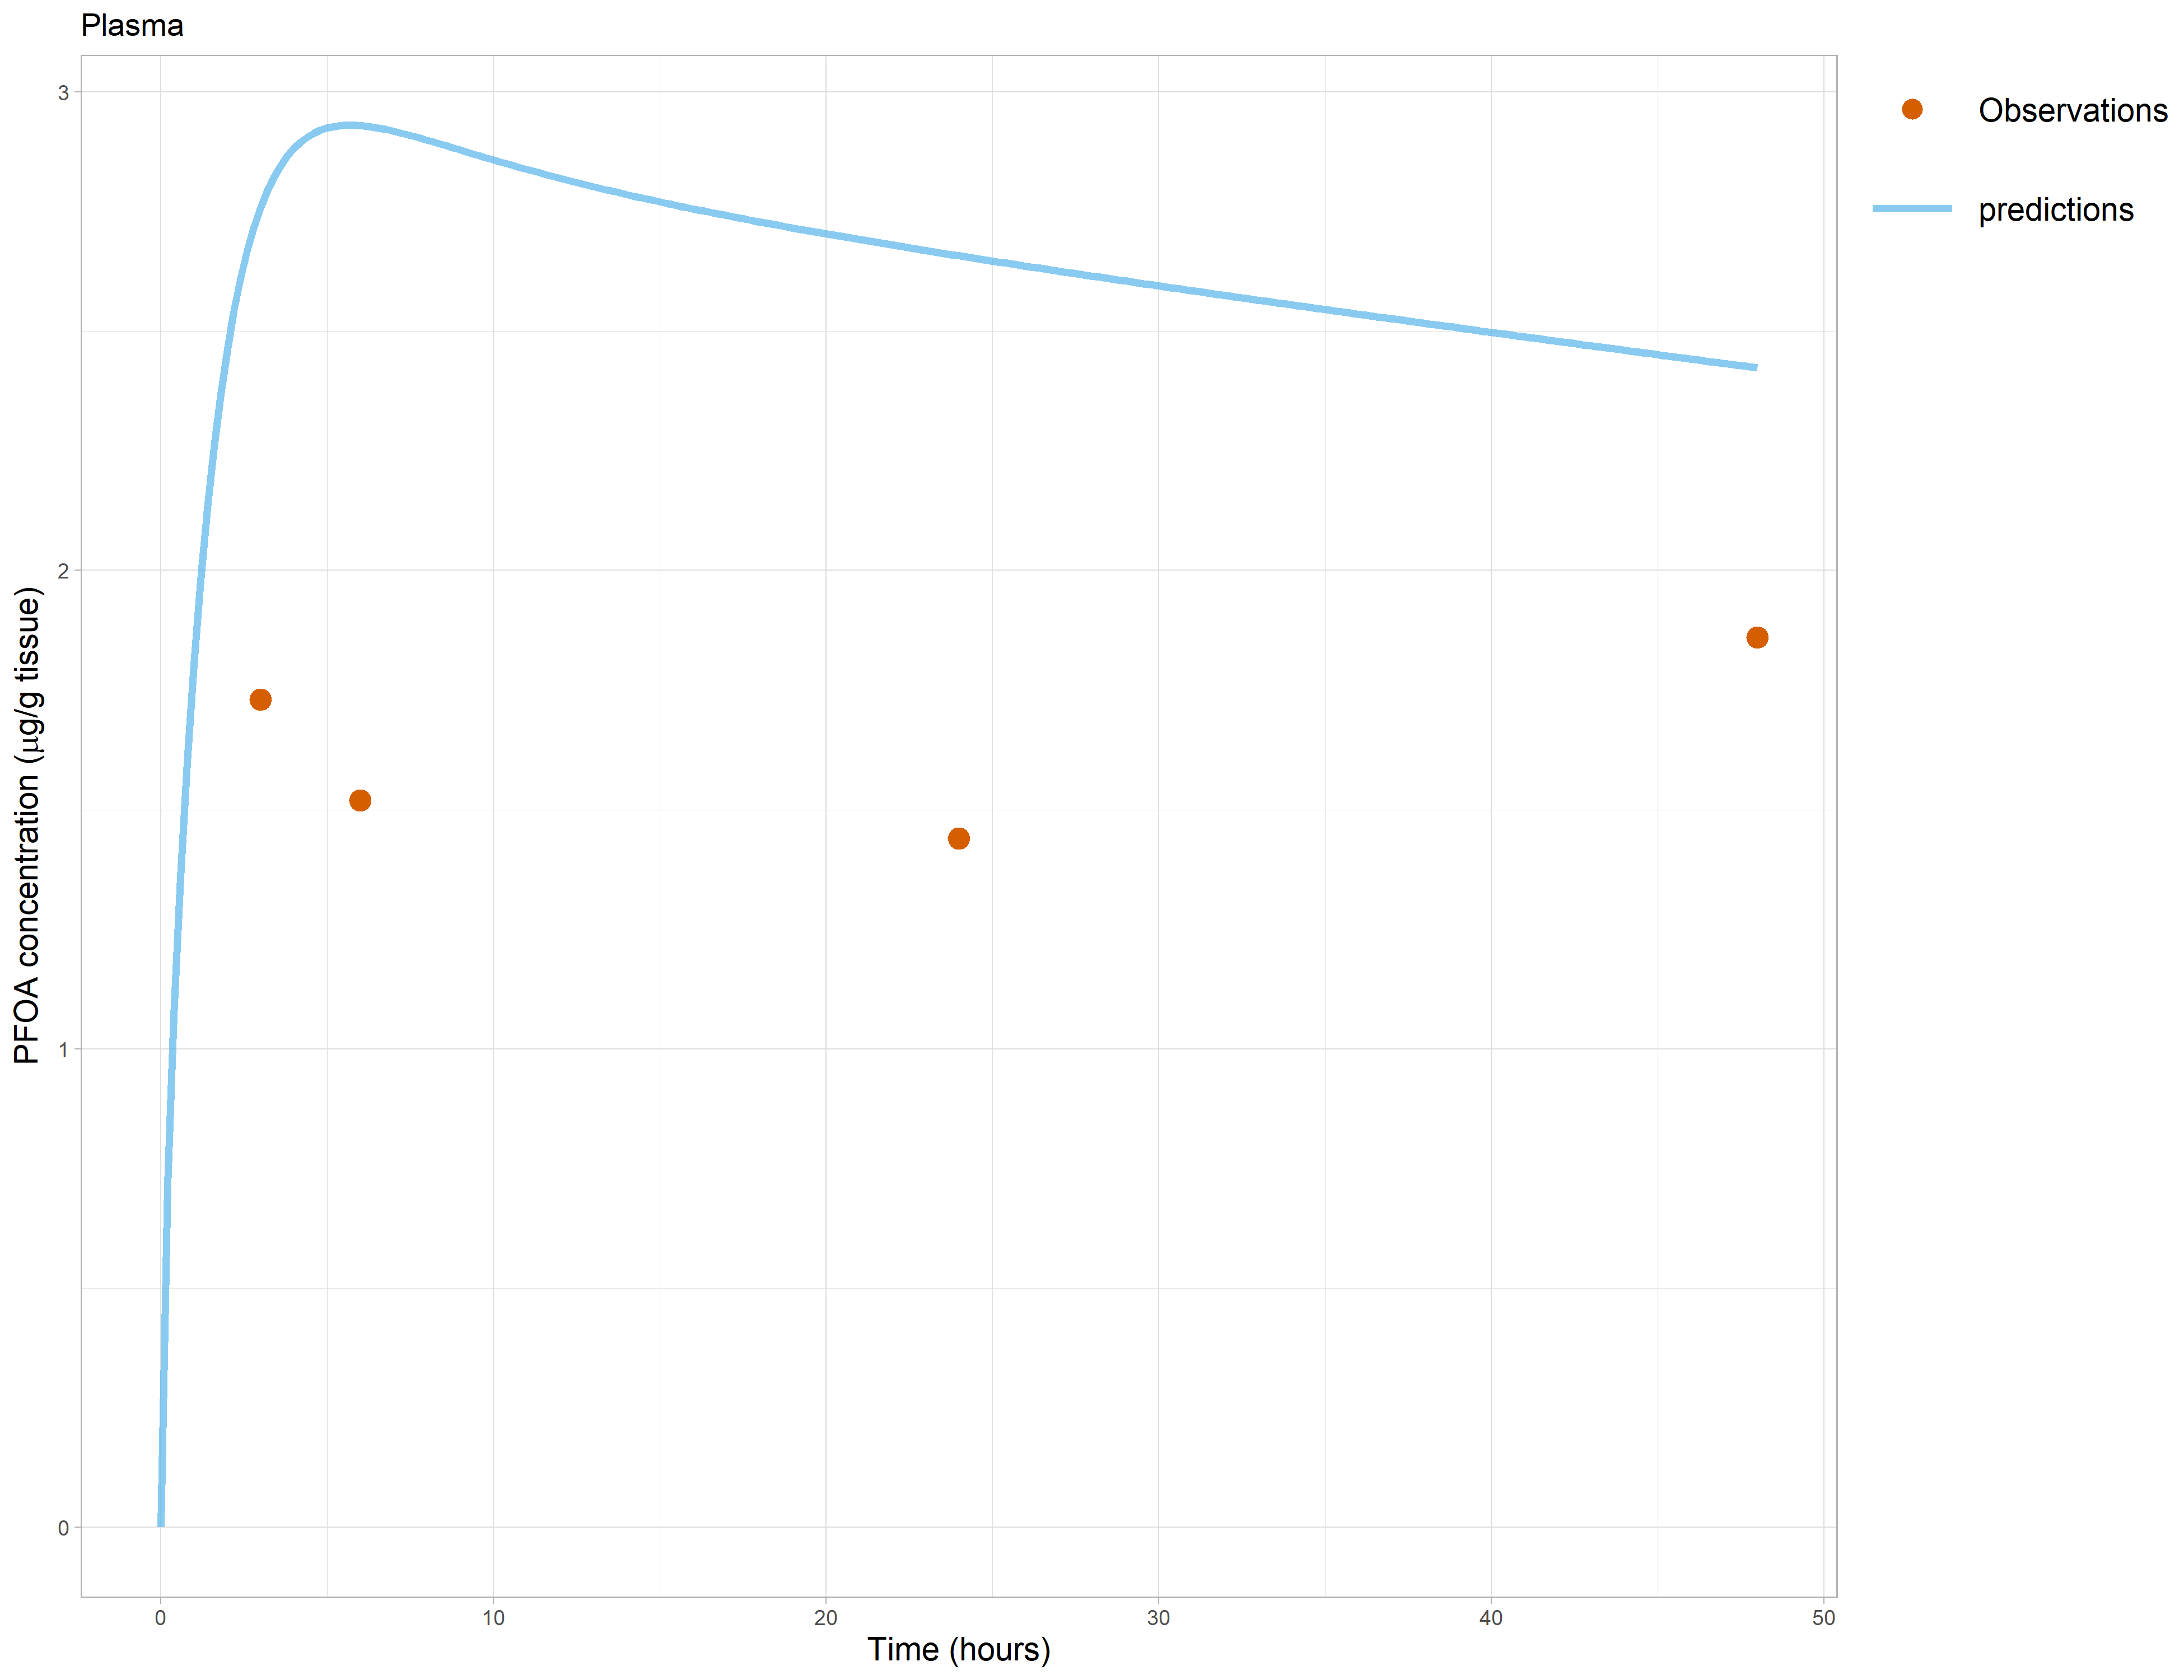 Plasma
3
2
1
0
PFOA concentration (μg/g tissue)
0
10
20
30
40
50
Time (hours)
Observations
predictions